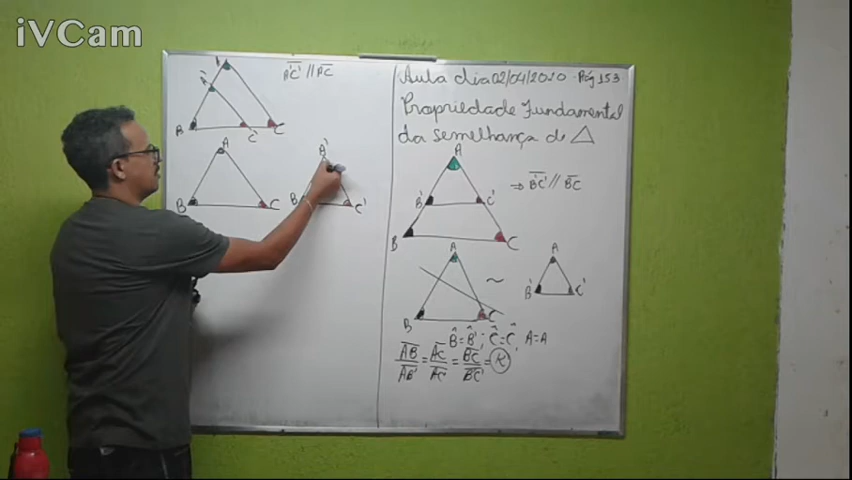 iVCam
A'C' // AC
A
A'
B
C'
C
A
B
C
A'
B
C'
Aula dia 02/04/2020 - Pág 153
Propriedade Fundamental
da semelhança de △
A
B'
C'
⇒ B'C' // BC
B
C
A
~
A
B
C
B'
C'
B̂=B̂'; Ĉ=Ĉ, A=A
AB/AB' = AC/AC' = BC/B'C' = K